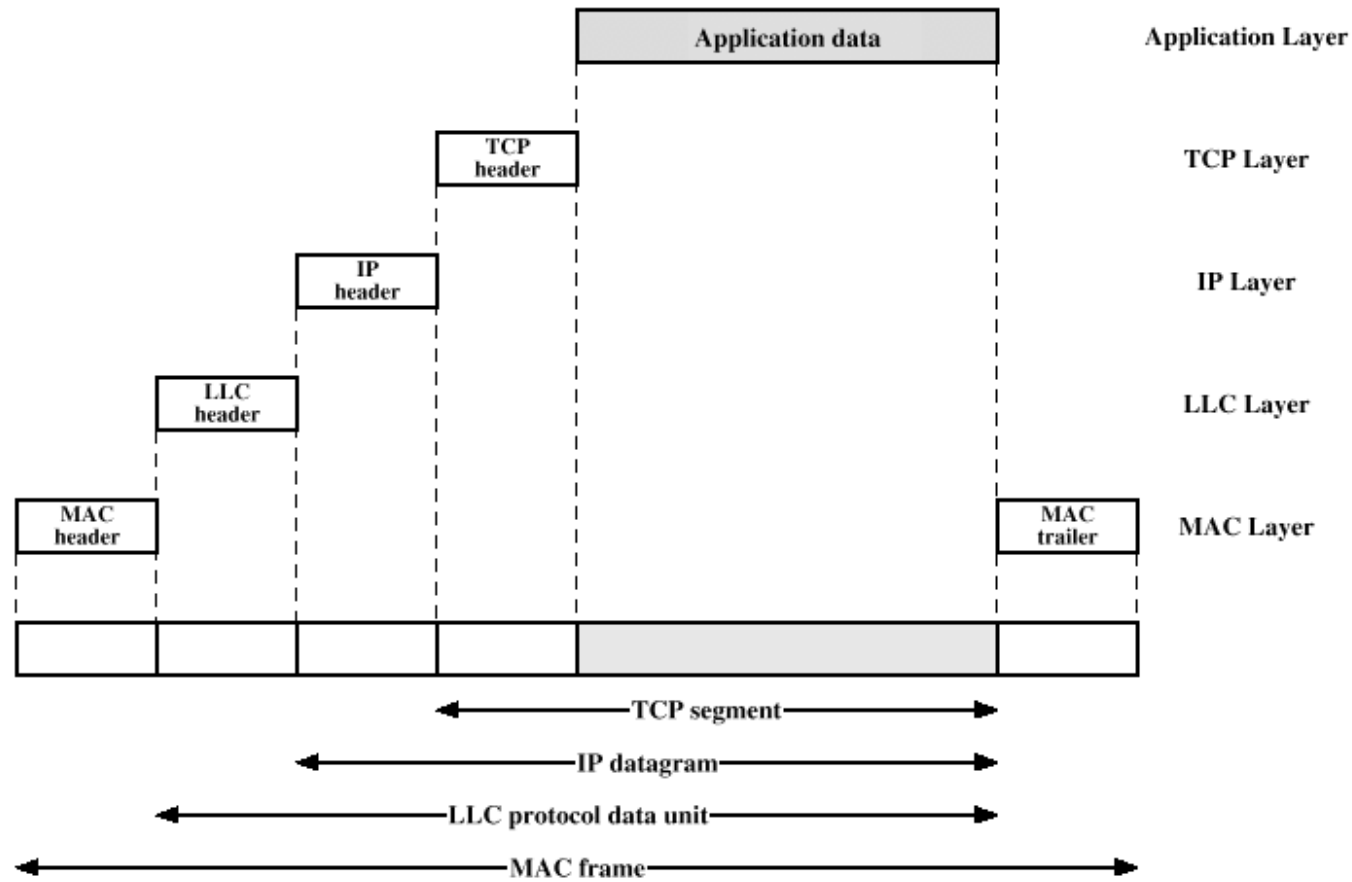 Application data
Application Layer
TCP
header
TCP Layer
IP
header
IP Layer
LLC
header
LLC Layer
MAC
header
MAC
trailer
MAC Layer
TCP segment
IP datagram
LLC protocol data unit
MAC frame